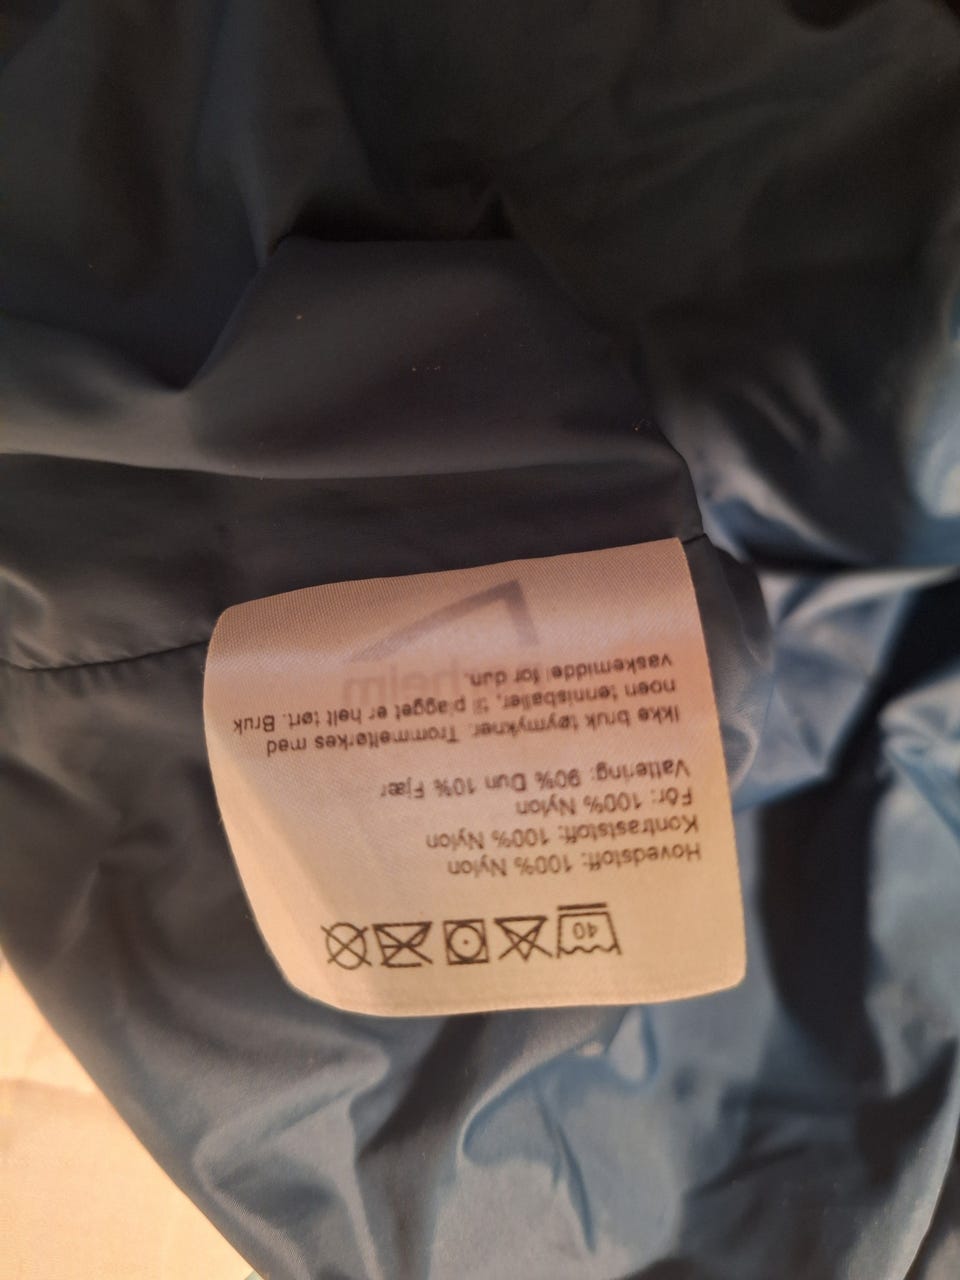 40
Hovedstoff: 100% Nylon
Kontraststoff: 100% Nylon
Fôr: 100% Nylon
Vattering: 90% Dun 10% Fjær
Ikke bruk tøymykner. Trommeltørkes med
noen tennisballer, til plagget er helt tørt. Bruk
vaskemiddel for dun.